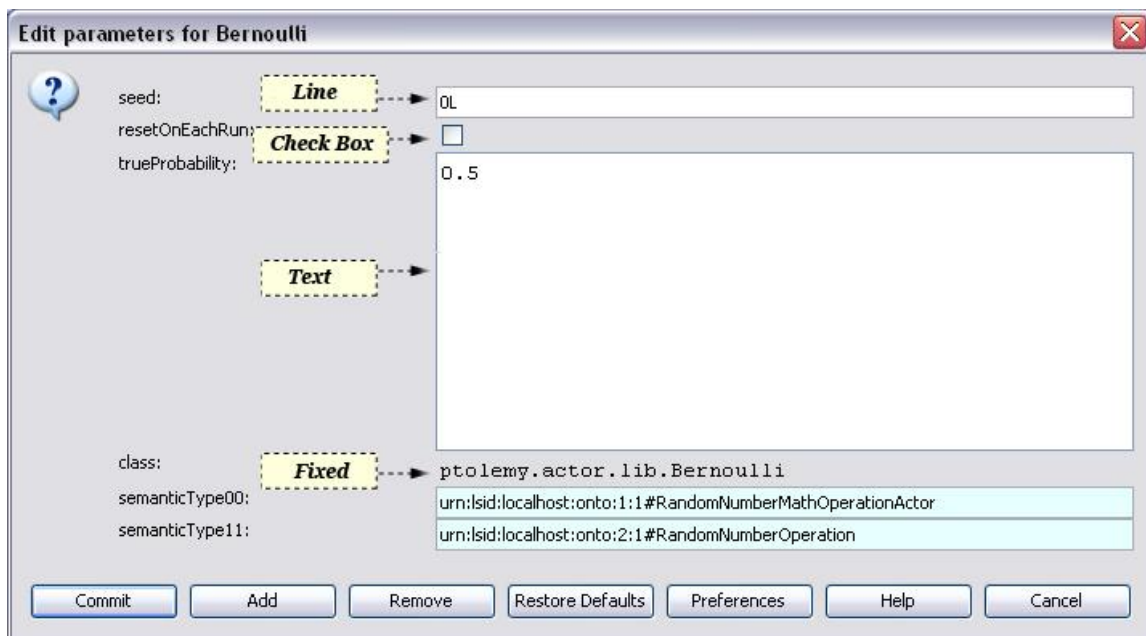 Edit parameters for Bernoulli
seed: Line 0L
resetOnEachRun: Check Box
trueProbability: 0.5
Text
class: Fixed ptolemy.actor.lib.Bernoulli
semanticType00: urn:lsid:localhost:onto:1:1#RandomNumberMathOperationActor
semanticType11: urn:lsid:localhost:onto:2:1#RandomNumberOperation
Commit Add Remove Restore Defaults Preferences Help Cancel